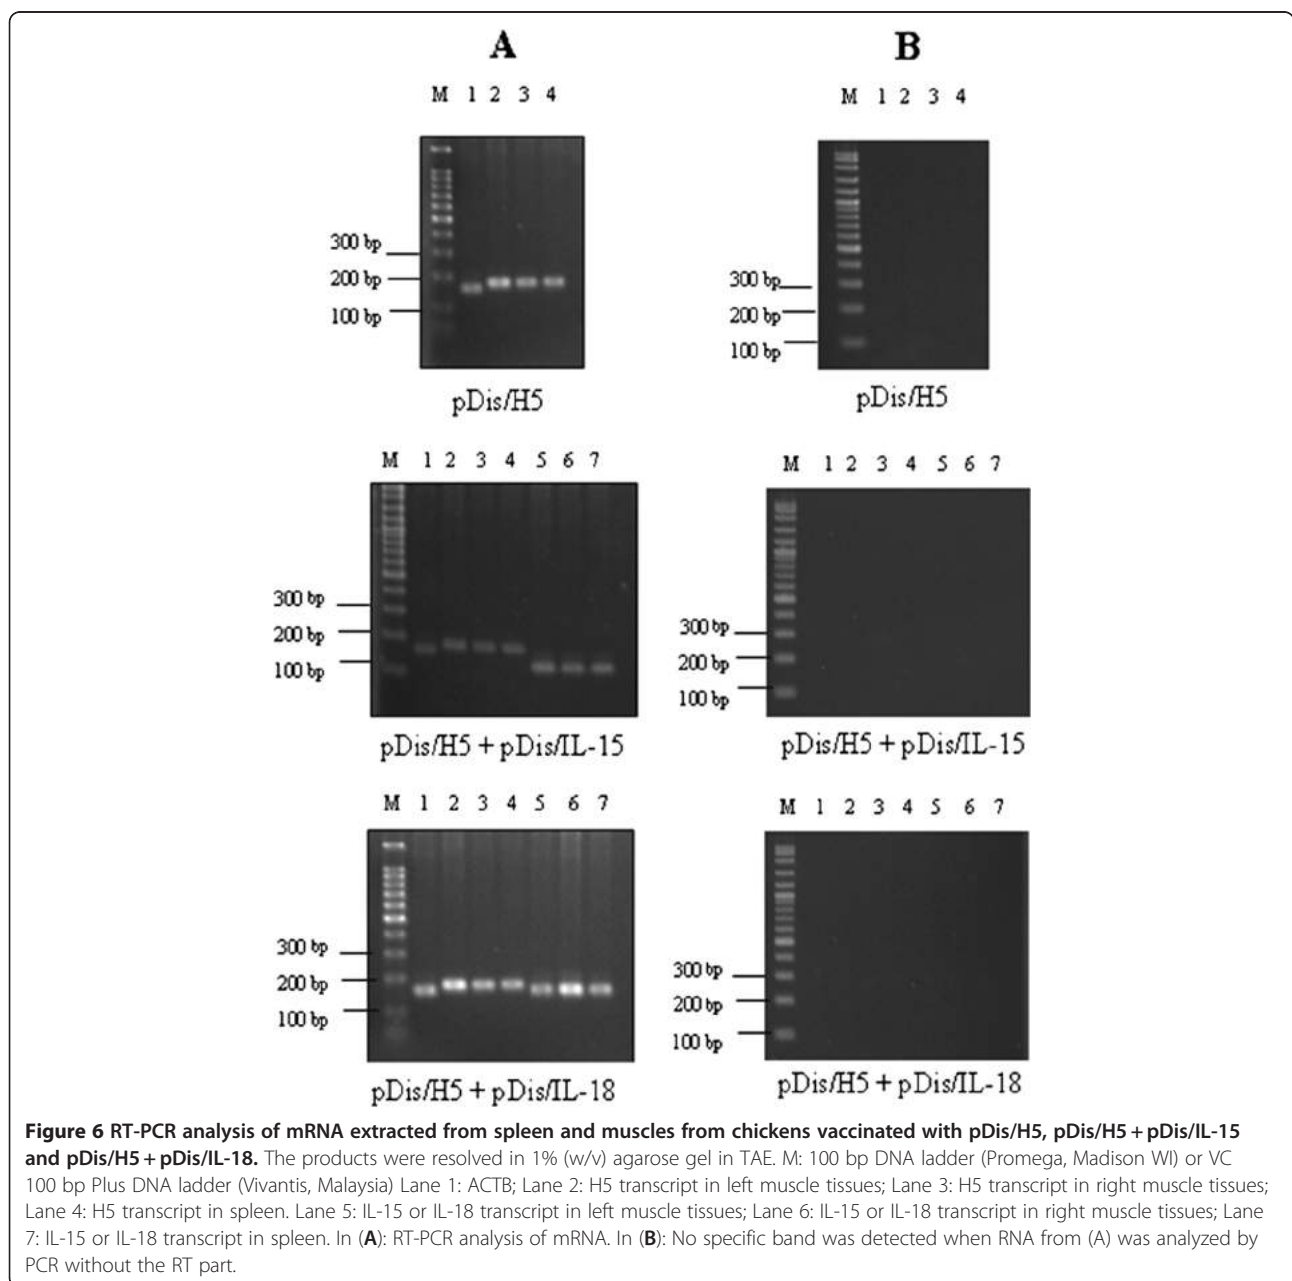 A
M 1 2 3 4
300 bp
200 bp
100 bp
pDis/H5
B
M 1 2 3 4
300 bp
200 bp
100 bp
pDis/H5
M 1 2 3 4 5 6 7
300 bp
200 bp
100 bp
pDis/H5 + pDis/IL-15
M 1 2 3 4 5 6 7
300 bp
200 bp
100 bp
pDis/H5 + pDis/IL-15
M 1 2 3 4 5 6 7
300 bp
200 bp
100 bp
pDis/H5 + pDis/IL-18
M 1 2 3 4 5 6 7
300 bp
200 bp
100 bp
pDis/H5 + pDis/IL-18
Figure 6 RT-PCR analysis of mRNA extracted from spleen and muscles from chickens vaccinated with pDis/H5, pDis/H5 + pDis/IL-15
and pDis/H5 + pDis/IL-18. The products were resolved in 1% (w/v) agarose gel in TAE. M: 100 bp DNA ladder (Promega, Madison WI) or VC
100 bp Plus DNA ladder (Vivantis, Malaysia) Lane 1: ACTB; Lane 2: H5 transcript in left muscle tissues; Lane 3: H5 transcript in right muscle tissues;
Lane 4: H5 transcript in spleen. Lane 5: IL-15 or IL-18 transcript in left muscle tissues; Lane 6: IL-15 or IL-18 transcript in right muscle tissues; Lane
7: IL-15 or IL-18 transcript in spleen. In (A): RT-PCR analysis of mRNA. In (B): No specific band was detected when RNA from (A) was analyzed by
PCR without the RT part.